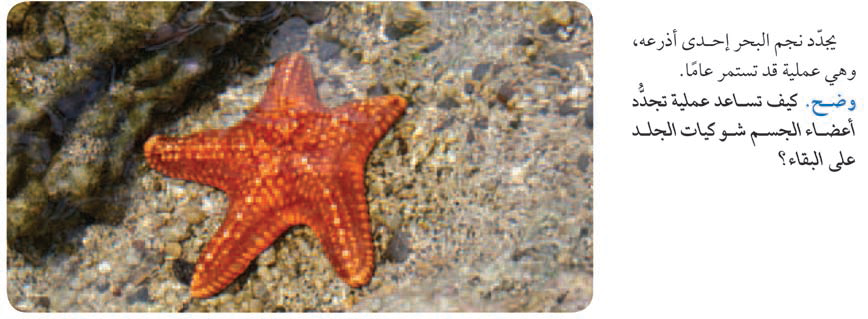 يجدّد نجم البحر إحدى أذرعه،
وهي عملية قد تستمر عامًا.
وضح. كيف تساعد عملية تجدُّد
أعضاء الجسم شوكيات الجلد
على البقاء؟